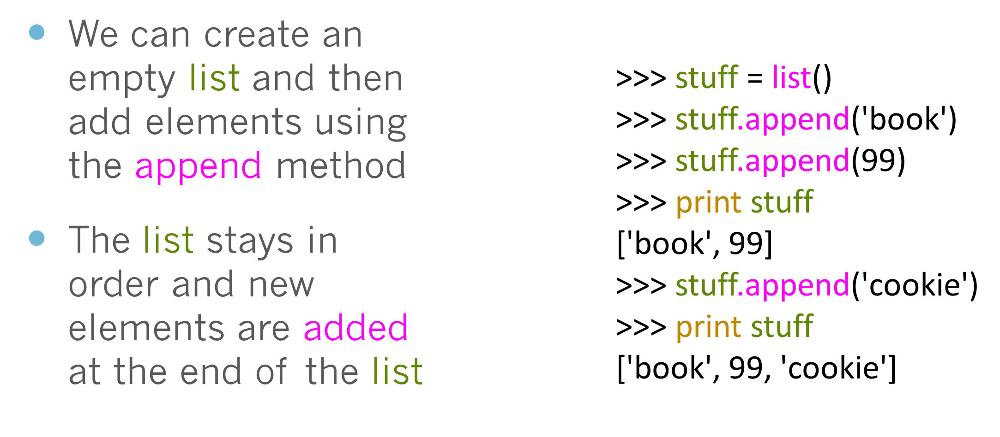 • We can create an
empty list and then
add elements using
the append method
• The list stays in
order and new
elements are added
at the end of the list
>>> stuff = list()
>>> stuff.append('book')
>>> stuff.append(99)
>>> print stuff
['book', 99]
>>> stuff.append('cookie')
>>> print stuff
['book', 99, 'cookie']